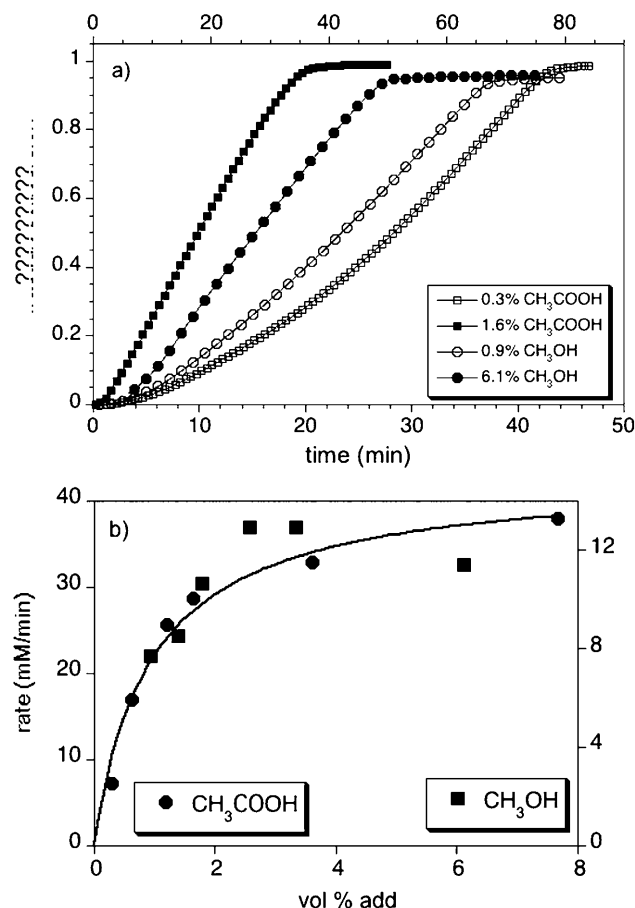 0 20 40 60 80 100
a)
1
0.8
0.6
0.4
0.2
0
?????????
0.3% CH₃COOH
1.6% CH₃COOH
0.9% CH₃OH
6.1% CH₃OH
0 10 20 30 40 50
time (min)
b)
40
30
20
10
0
rate (mM/min)
12
8
4
0
CH₃COOH
CH₃OH
0 2 4 6 8
vol % add